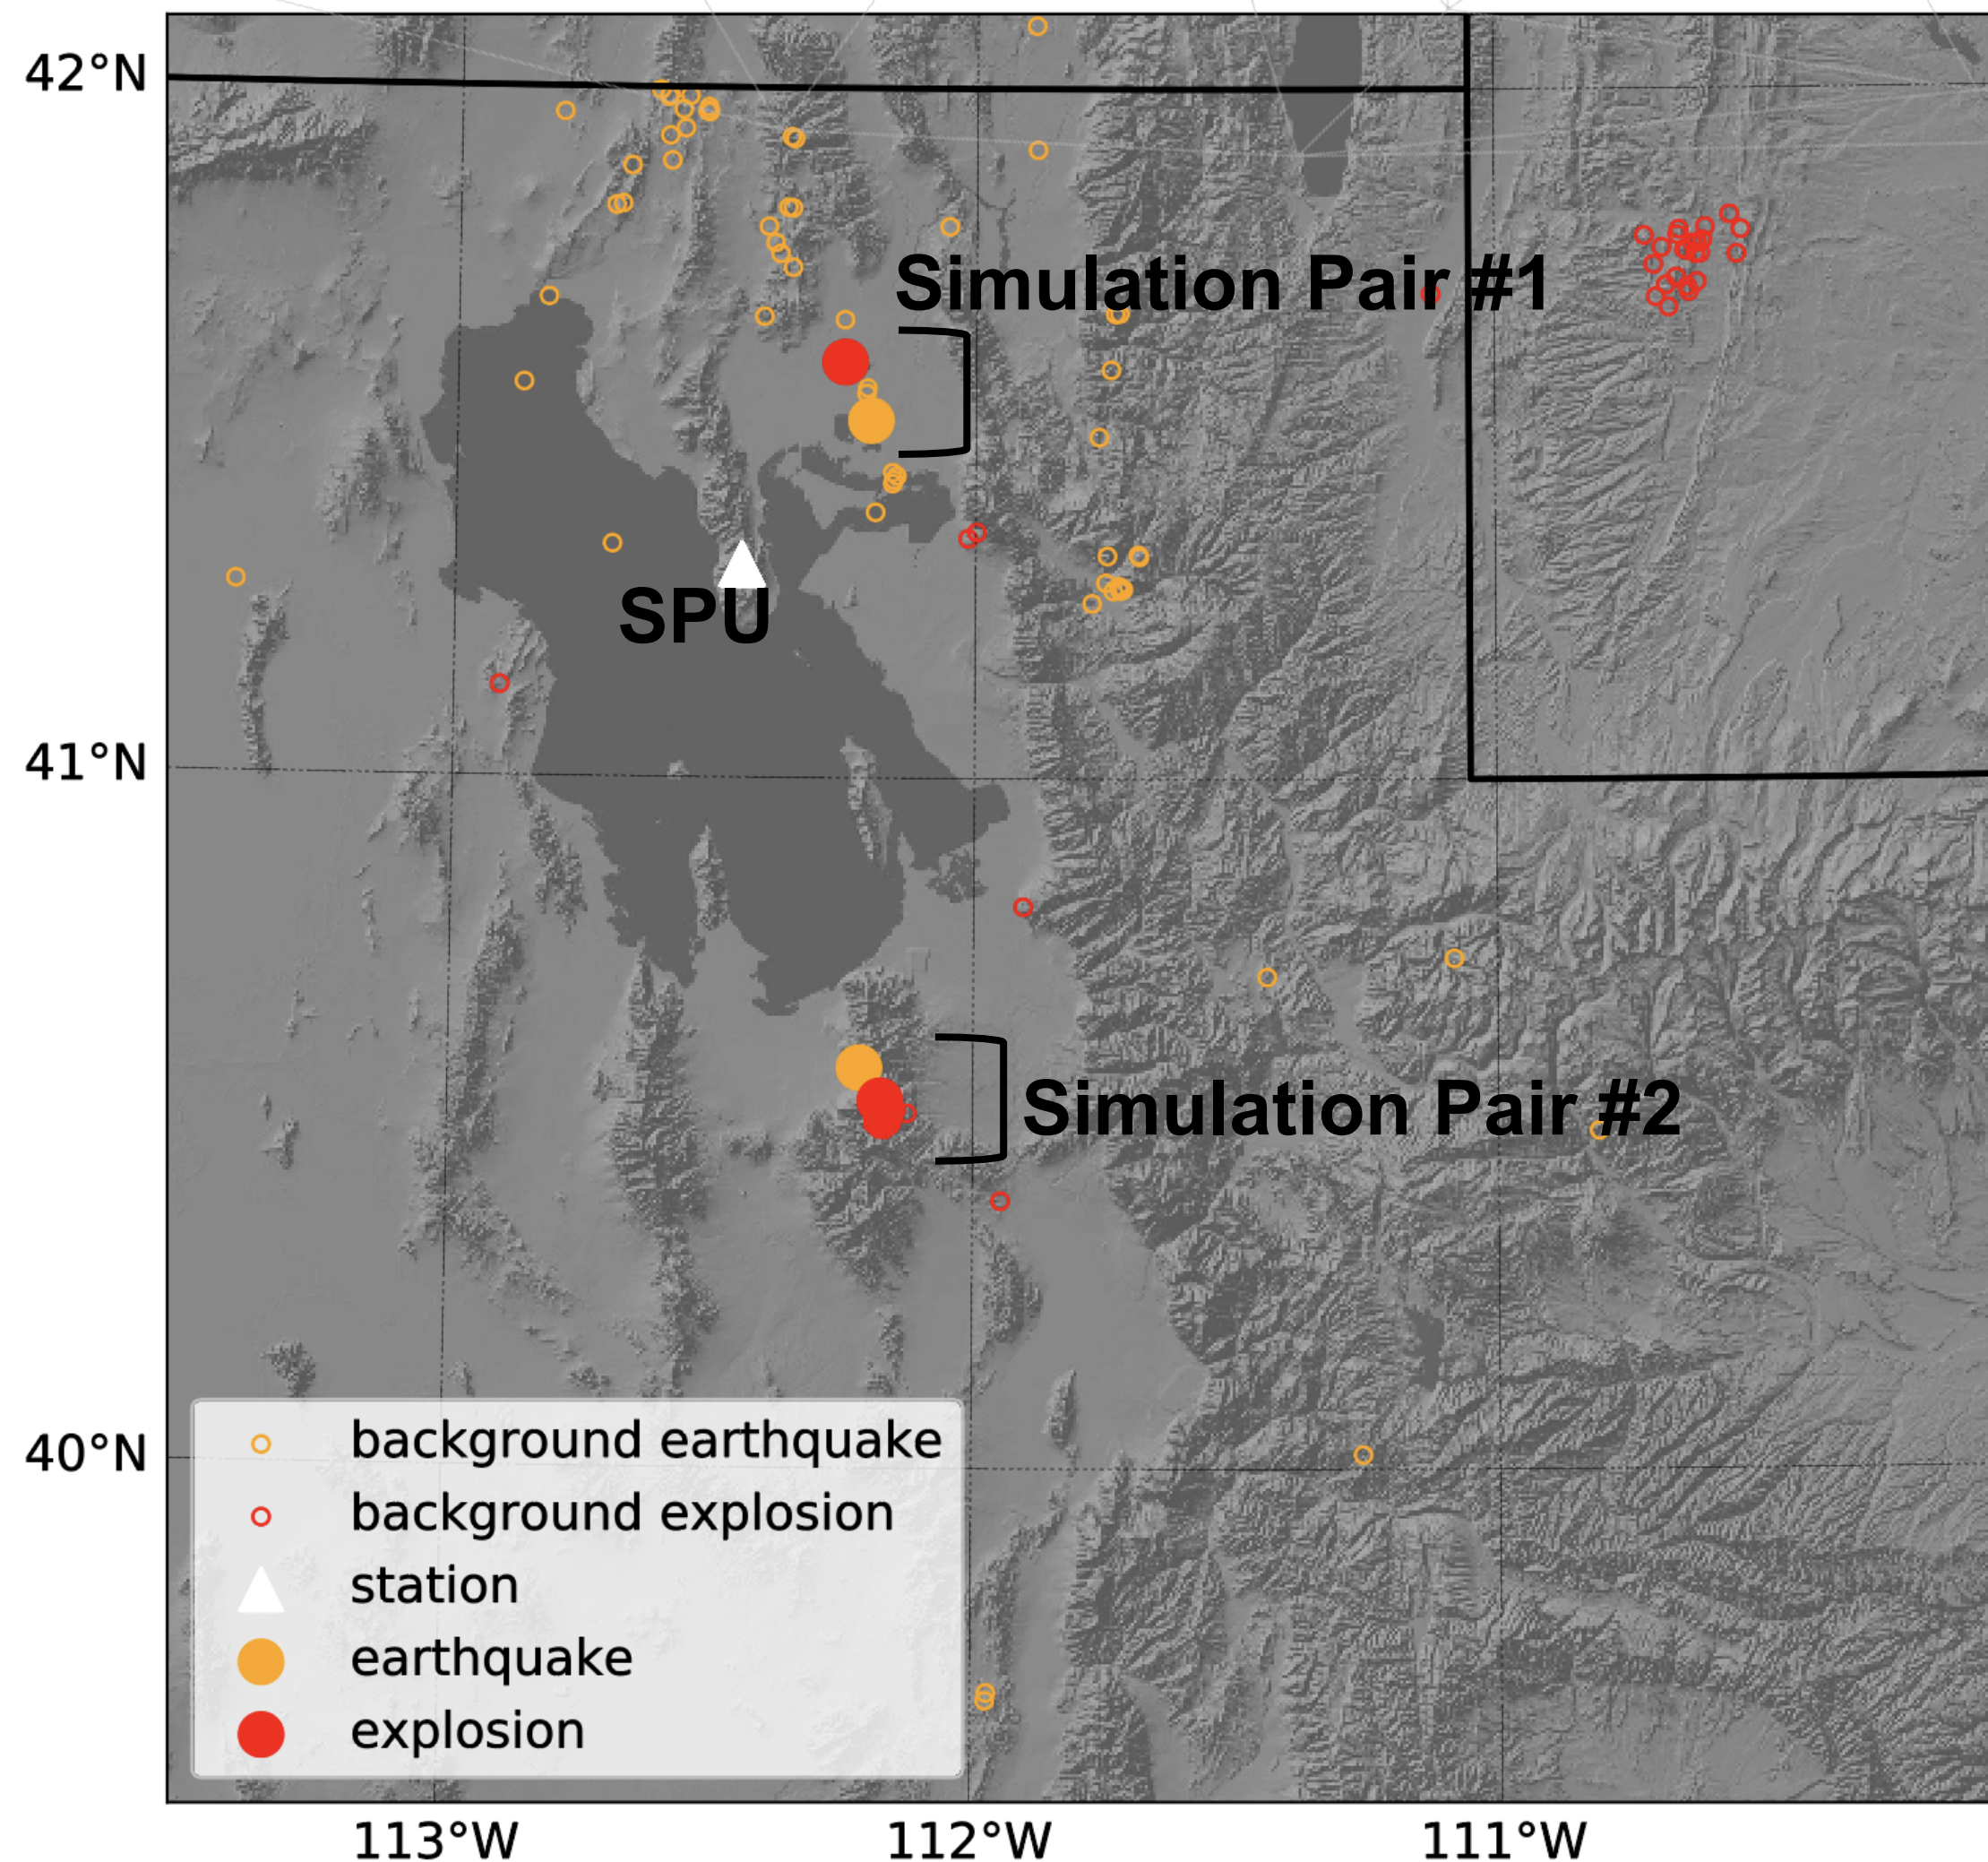 42°N
Simulation Pair #1
SPU
41°N
Simulation Pair #2
40°N
background earthquake
background explosion
station
earthquake
explosion
113°W
112°W
111°W